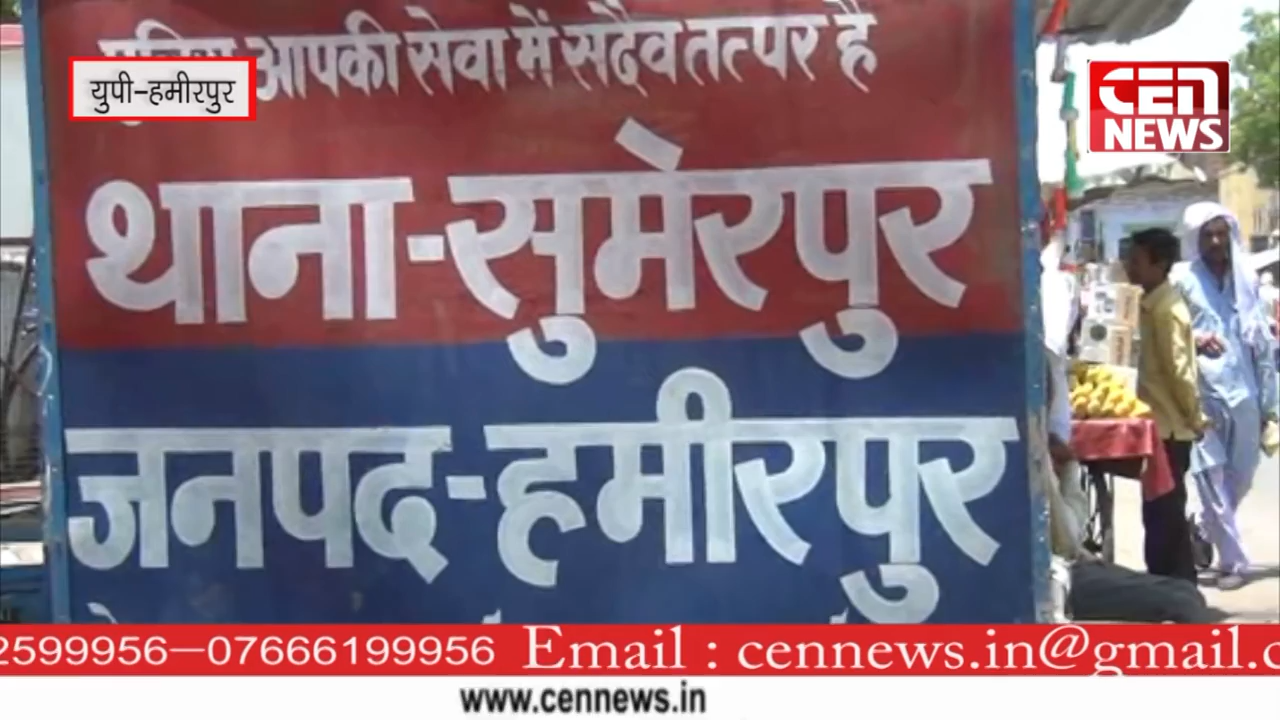 आपकी सेवा में सदैव तत्पर है
युपी-हमीरपुर
CEN
NEWS
थाना-सुमेरपुर
जनपद-हमीरपुर
2599956-07666199956 Email : cennews.in@gmail.c
www.cennews.in